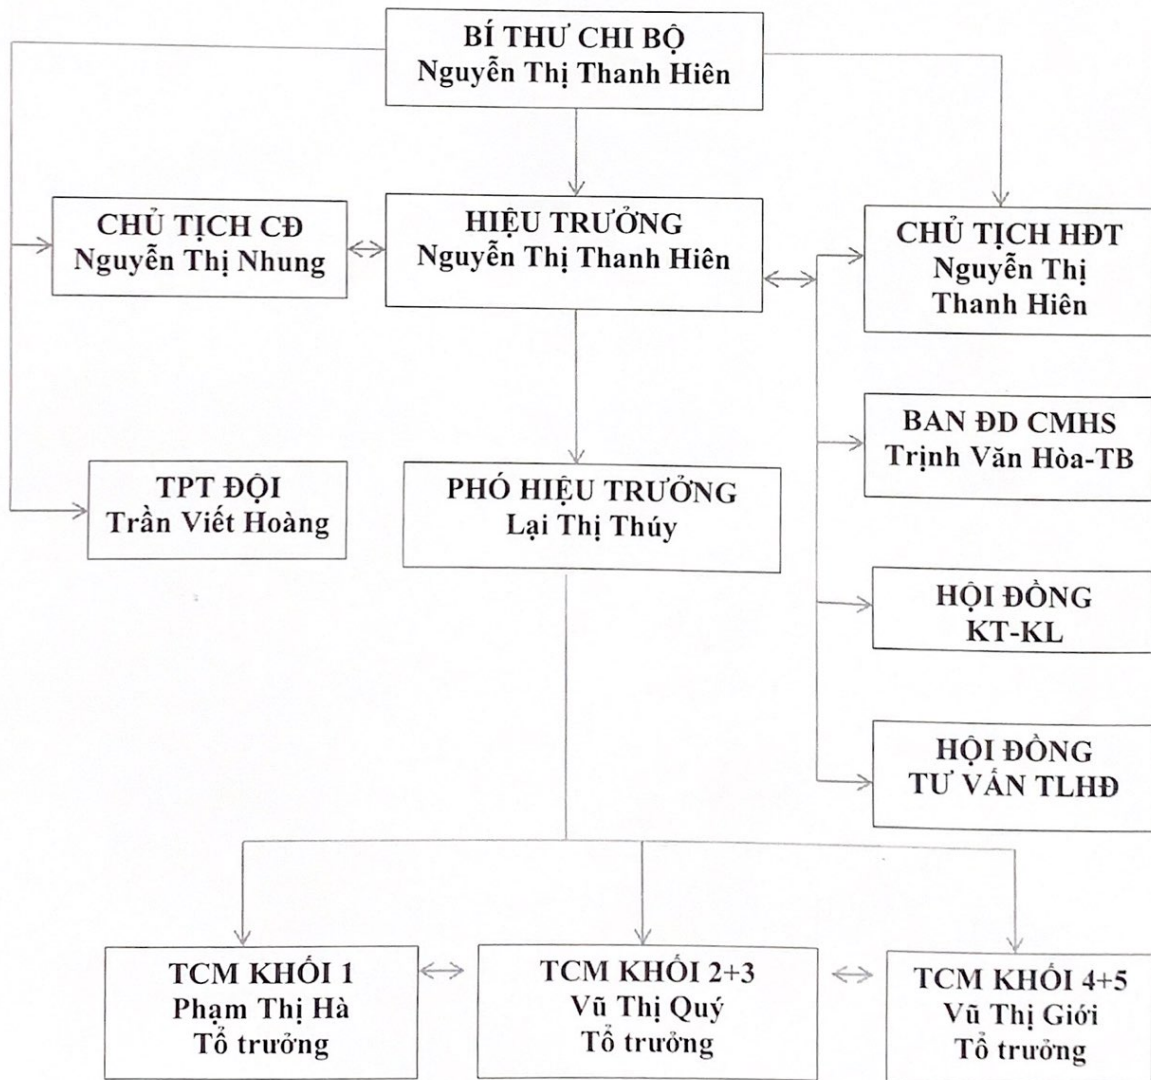 BÍ THƯ CHI BỘ
Nguyễn Thị Thanh Hiên
CHỦ TỊCH CĐ
Nguyễn Thị Nhung
HIỆU TRƯỞNG
Nguyễn Thị Thanh Hiên
CHỦ TỊCH HĐT
Nguyễn Thị
Thanh Hiên
BAN ĐD CMHS
Trịnh Văn Hòa-TB
TPT ĐỘI
Trần Viết Hoàng
PHÓ HIỆU TRƯỞNG
Lại Thị Thúy
HỘI ĐỒNG
KT-KL
HỘI ĐỒNG
TƯ VẤN TLHĐ
TCM KHỐI 1
Phạm Thị Hà
Tổ trưởng
TCM KHỐI 2+3
Vũ Thị Quý
Tổ trưởng
TCM KHỐI 4+5
Vũ Thị Giới
Tổ trưởng